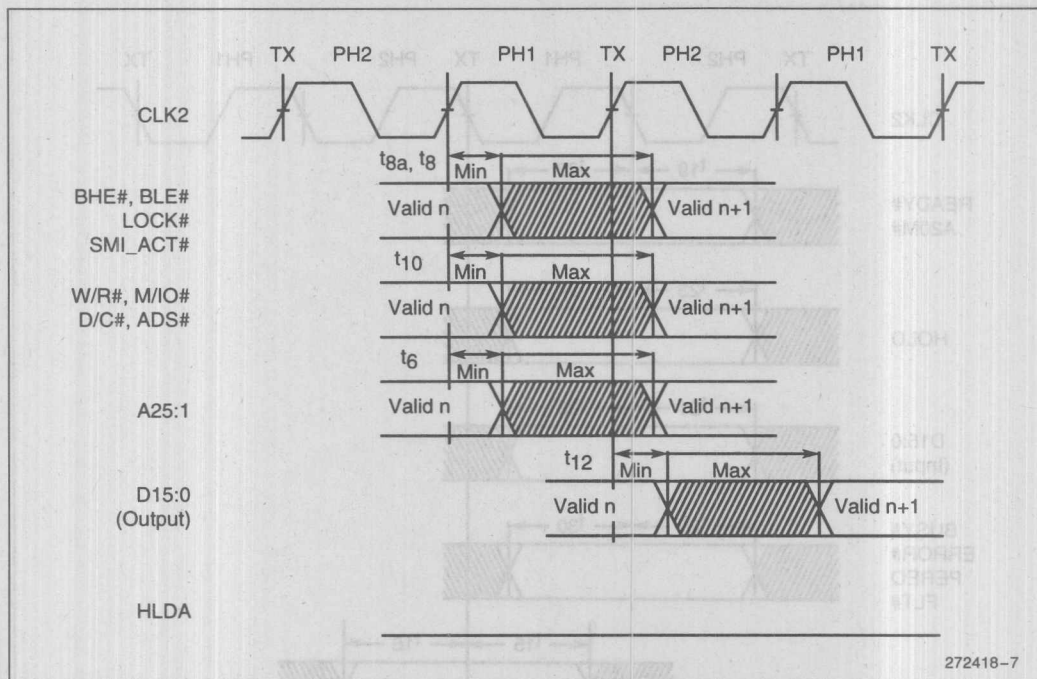 TX PH2 PH1 TX PH2 PH1 TX
CLK2
t8a, t8 Min Max
BHE#, BLE#
LOCK#
SMI_ACT#
Valid n Valid n+1
t10 Min Max
W/R#, M/IO#
D/C#, ADS#
Valid n Valid n+1
t6 Min Max
A25:1
Valid n Valid n+1
t12 Min Max
D15:0
(Output)
Valid n Valid n+1
HLDA
272418-7